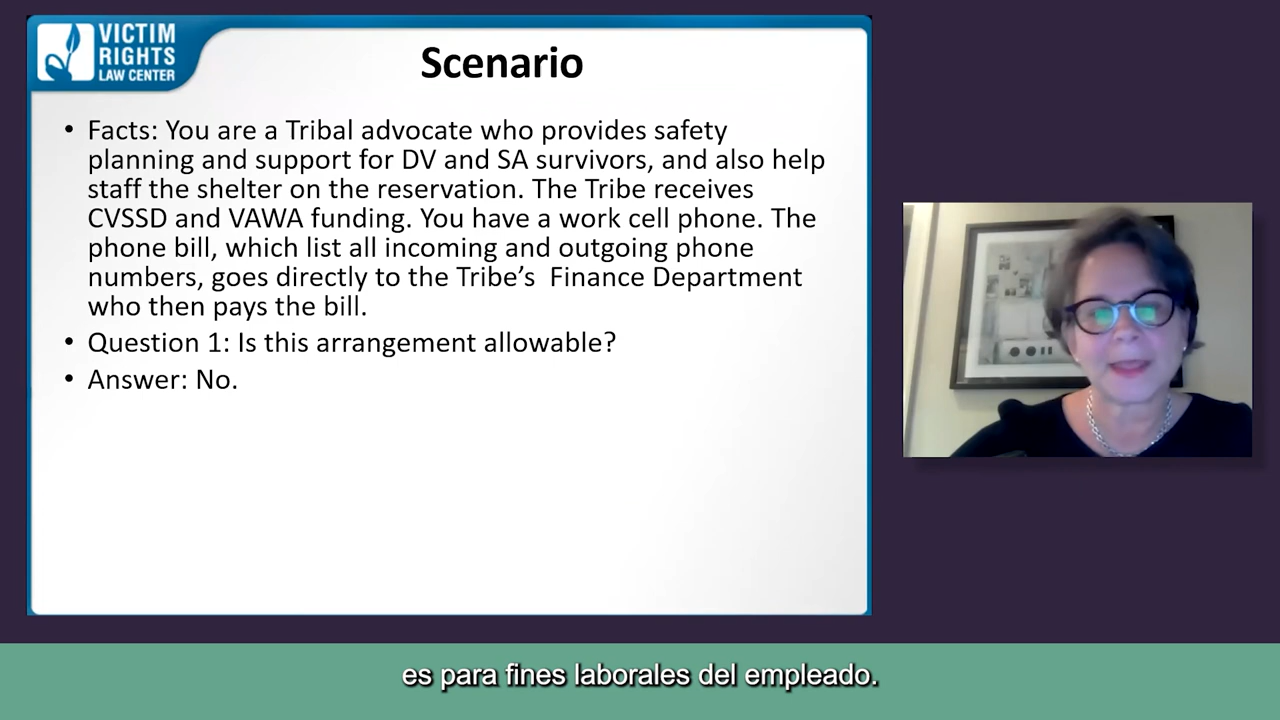 VICTIM
RIGHTS
LAW CENTER
Scenario
• Facts: You are a Tribal advocate who provides safety
planning and support for DV and SA survivors, and also help
staff the shelter on the reservation. The Tribe receives
CVSSD and VAWA funding. You have a work cell phone. The
phone bill, which list all incoming and outgoing phone
numbers, goes directly to the Tribe’s  Finance Department
who then pays the bill.
• Question 1: Is this arrangement allowable?
• Answer: No.
es para fines laborales del empleado.